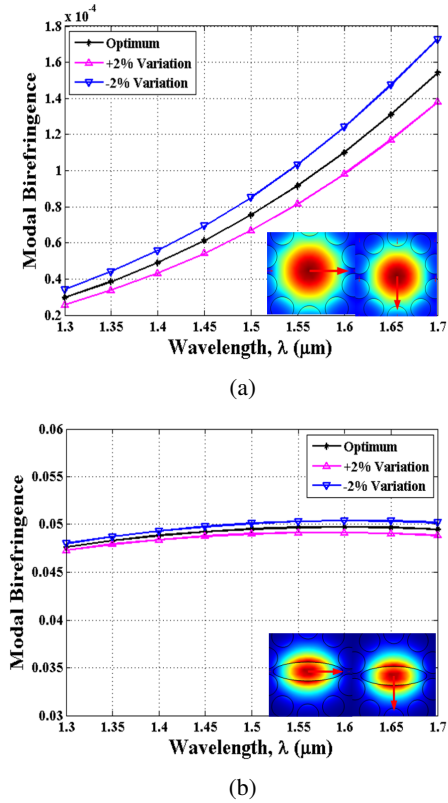 1.8 x 10⁻⁴
Optimum
+2% Variation
-2% Variation
1.6
1.4
1.2
1
0.8
0.6
0.4
0.2
Modal Birefringence
1.3 1.35 1.4 1.45 1.5 1.55 1.6 1.65 1.7
Wavelength, λ (μm)
(a)
0.06
Optimum
+2% Variation
-2% Variation
0.055
0.05
0.045
0.04
0.035
0.03
Modal Birefringence
1.3 1.35 1.4 1.45 1.5 1.55 1.6 1.65 1.7
Wavelength, λ (μm)
(b)